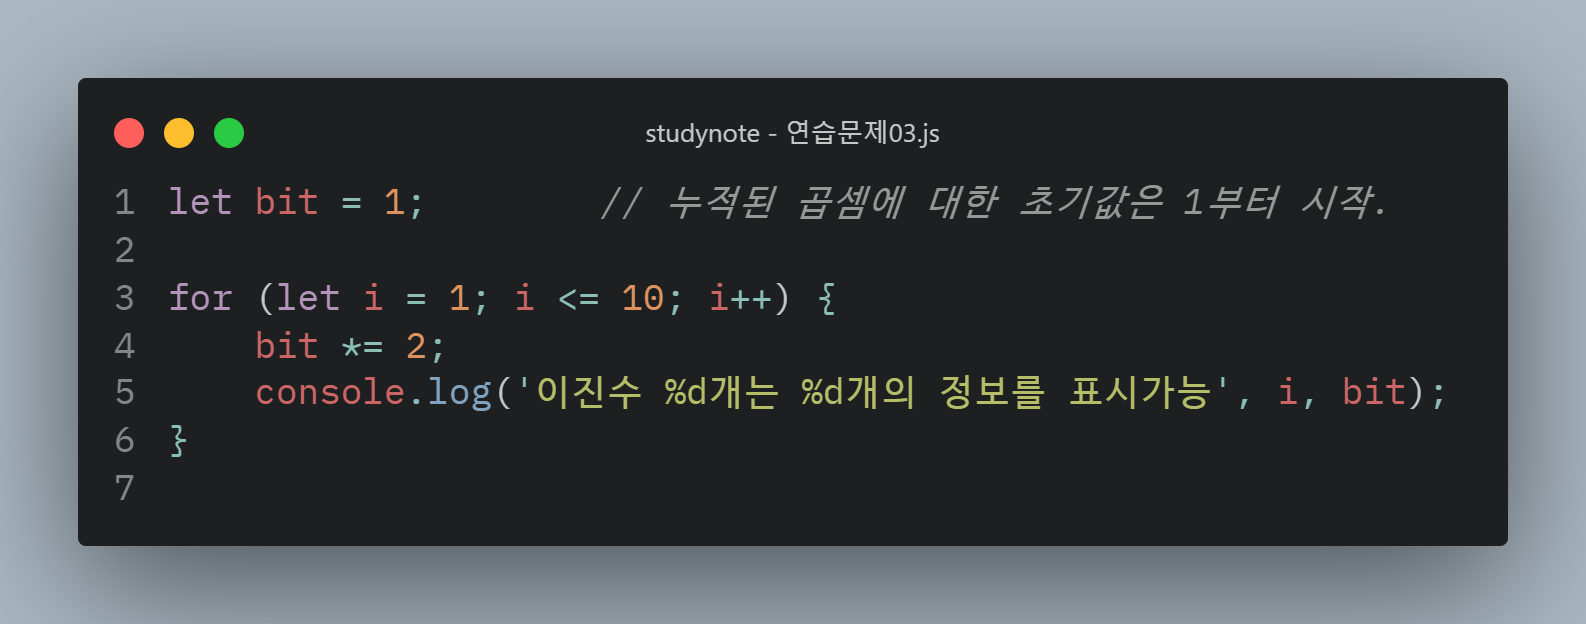 studynote - 연습문제03.js
1 let bit = 1;        // 누적된 곱셈에 대한 초기값은 1부터 시작.
2
3 for (let i = 1; i <= 10; i++) {
4     bit *= 2;
5     console.log('이진수 %d개는 %d개의 정보를 표시가능', i, bit);
6 }
7